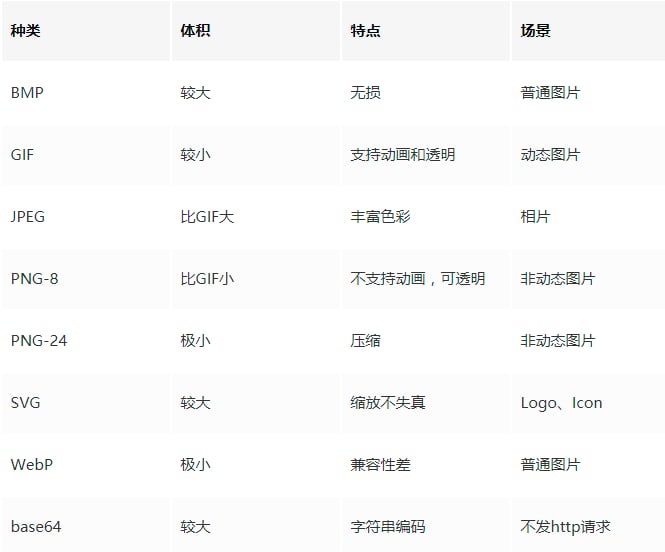 种类 体积 特点 场景
BMP 较大 无损 普通图片
GIF 较小 支持动画和透明 动态图片
JPEG 比GIF大 丰富色彩 相片
PNG-8 比GIF小 不支持动画，可透明 非动态图片
PNG-24 极小 压缩 非动态图片
SVG 较大 缩放不失真 Logo、Icon
WebP 极小 兼容性差 普通图片
base64 较大 字符串编码 不发http请求